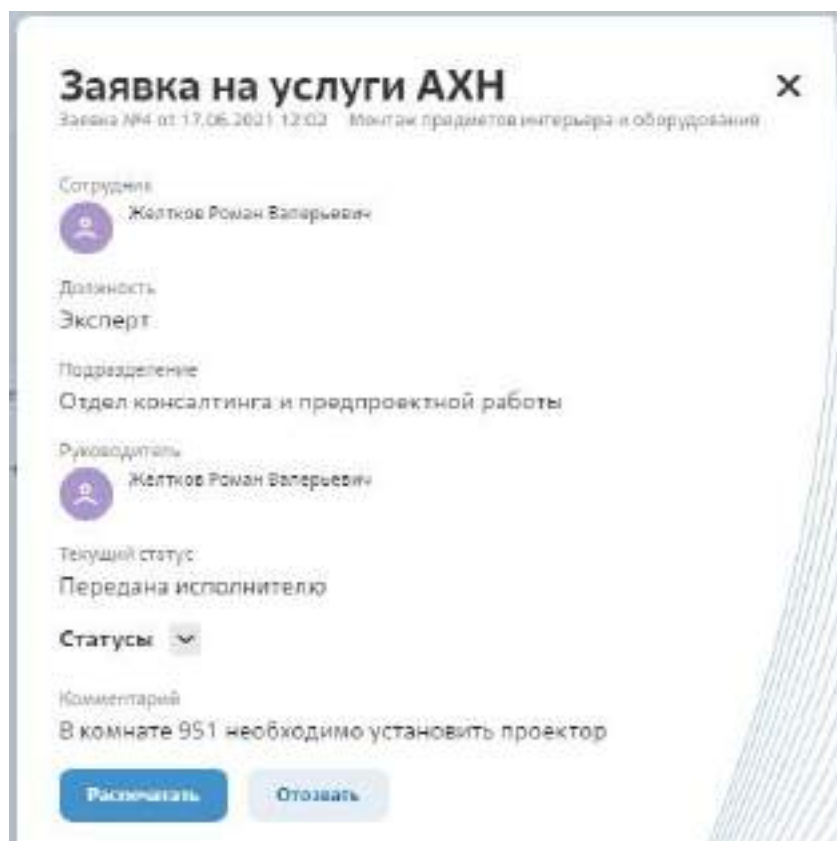 Заявка на услуги АХН
Заявка №4 от 17.06.2021 12:02 Монтаж предметов интерьера и оборудования
Сотрудник
Желтков Роман Валерьевич
Должность
Эксперт
Подразделение
Отдел консалтинга и предпроектной работы
Руководитель
Желтков Роман Валерьевич
Текущий статус
Передана исполнителю
Статусы
Комментарий
В комнате 951 необходимо установить проектор
Распечатать Отозвать